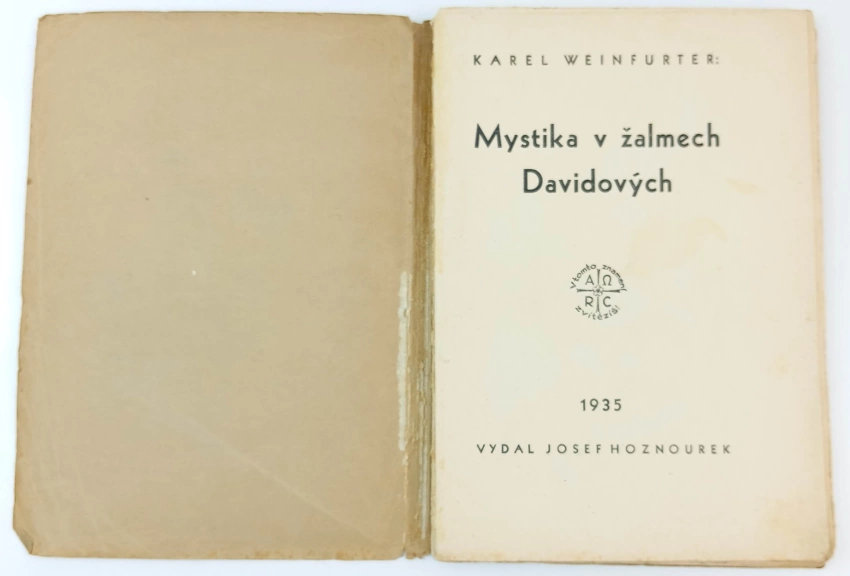 KAREL WEINFURTER:
Mystika v žalmech
Davidových
V tomto znamení
A Ω
R C
zvítězíš!
1935
VYDAL JOSEF HOZNOUREK